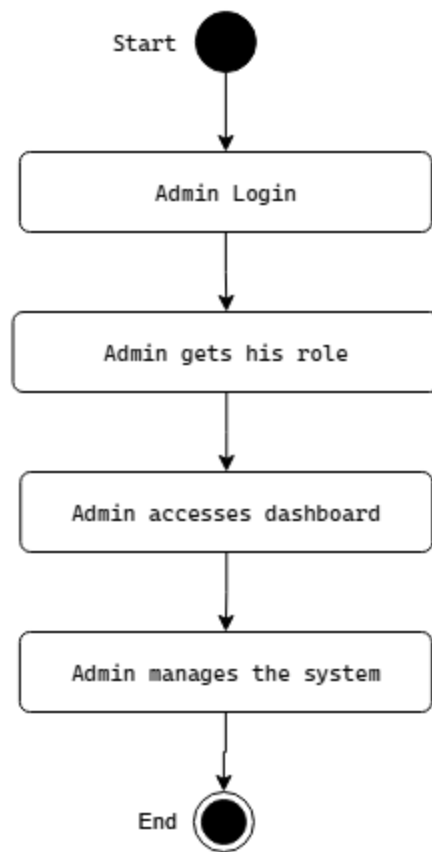 Start
Admin Login
Admin gets his role
Admin accesses dashboard
Admin manages the system
End